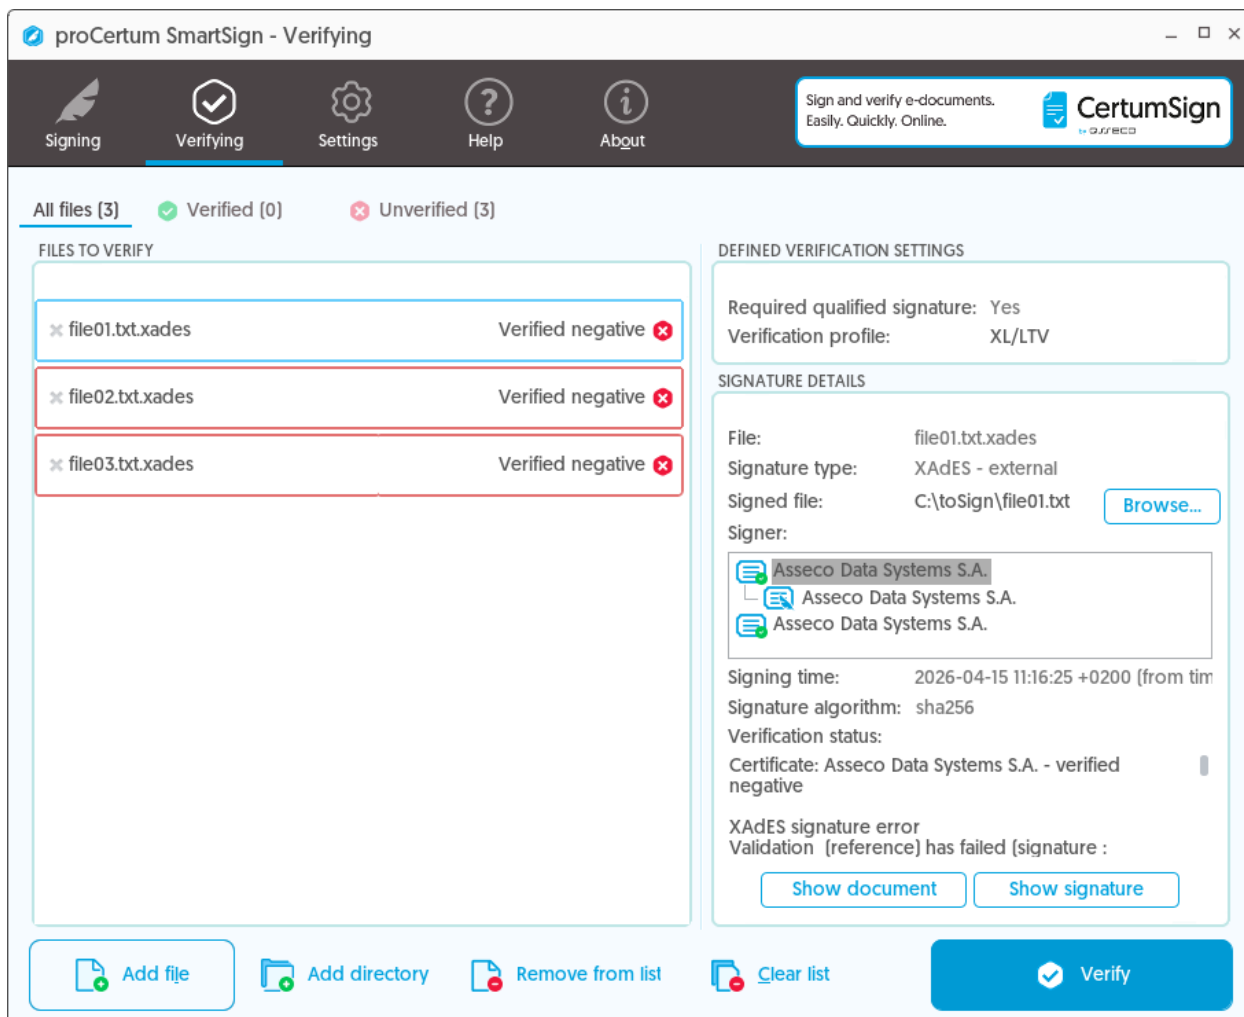 proCertum SmartSign - Verifying
Signing
Verifying
Settings
Help
About
Sign and verify e-documents.
Easily. Quickly. Online.
CertumSign
by asseco
All files (3)
Verified (0)
Unverified (3)
FILES TO VERIFY
file01.txt.xades Verified negative
file02.txt.xades Verified negative
file03.txt.xades Verified negative
DEFINED VERIFICATION SETTINGS
Required qualified signature: Yes
Verification profile: XL/LTV
SIGNATURE DETAILS
File: file01.txt.xades
Signature type: XAdES - external
Signed file: C:\toSign\file01.txt Browse...
Signer:
Asseco Data Systems S.A.
Asseco Data Systems S.A.
Asseco Data Systems S.A.
Signing time: 2026-04-15 11:16:25 +0200 (from tim
Signature algorithm: sha256
Verification status:
Certificate: Asseco Data Systems S.A. - verified
negative
XAdES signature error
Validation (reference) has failed (signature :
Show document Show signature
Add file
Add directory
Remove from list
Clear list
Verify